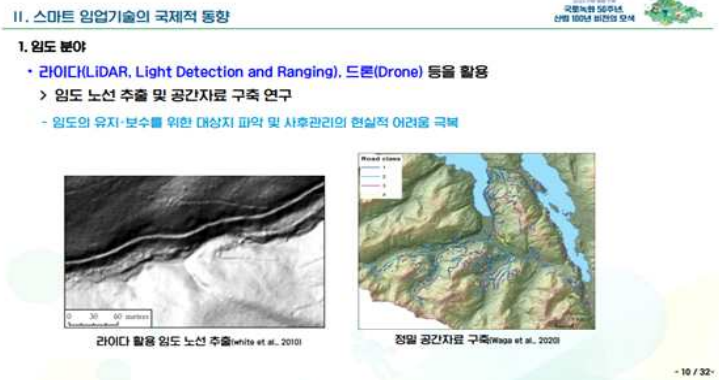 II. 스마트 임업기술의 국제적 동향
국토녹화 50주년,
산림 100년 비전의 모색
1. 임도 분야
• 라이다(LiDAR, Light Detection and Ranging), 드론(Drone) 등을 활용
> 임도 노선 추출 및 공간자료 구축 연구
- 임도의 유지·보수를 위한 대상지 파악 및 사후관리의 현실적 어려움 극복
Road class
1
2
3
4
0 30 60 meters
라이다 활용 임도 노선 추출(white et al., 2010)
정밀 공간자료 구축(Waga et al., 2020)
- 10 / 32-